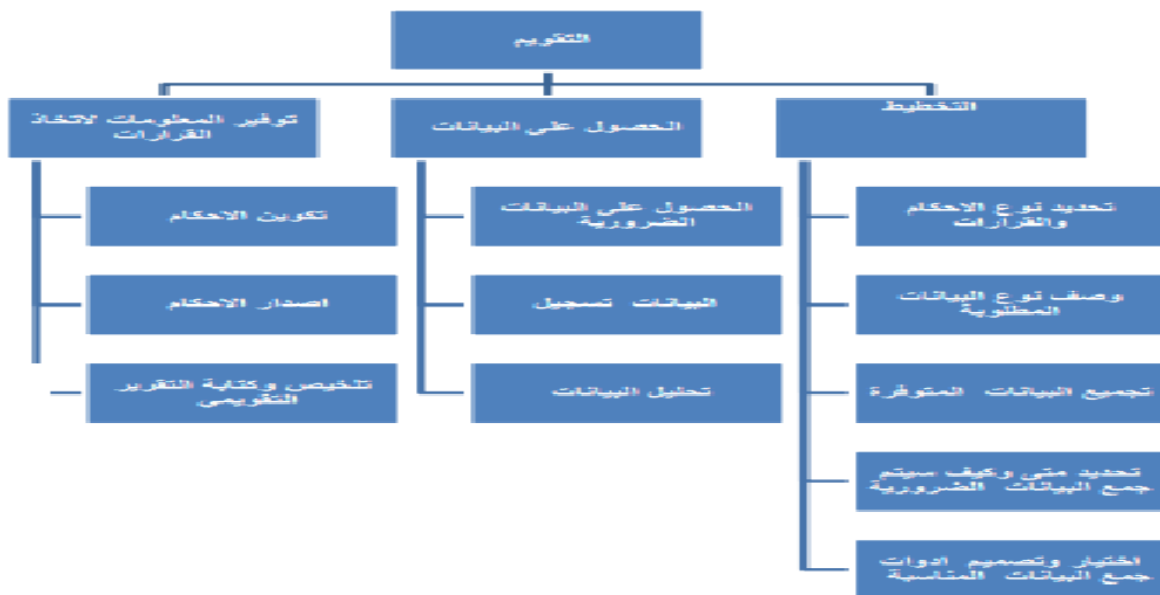 التقويم
التخطيط
تحديد نوع الاحكام
والقرارات
وصف نوع البيانات
المطلوبة
تجميع البيانات المتوفرة
تحديد متى وكيف سيتم
جمع البيانات الضرورية
اختيار وتصميم ادوات
جمع البيانات المناسبة
الحصول على البيانات
الحصول على البيانات
الضرورية
البيانات تسجيل
تحليل البيانات
توفير المعلومات لاتخاذ
القرارات
تكوين الاحكام
اصدار الاحكام
تلخيص وكتابة التقرير
التقويمى